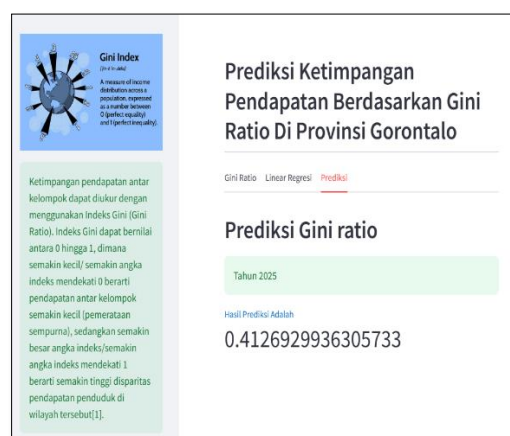 Gini Index
A measure of income
distribution across a
population, expressed
as a number between
0 (perfect equality)
and 1 (perfect inequality).
Ketimpangan pendapatan antar
kelompok dapat diukur dengan
menggunakan Indeks Gini (Gini
Ratio). Indeks Gini dapat bernilai
antara 0 hingga 1, dimana
semakin kecil/ semakin angka
indeks mendekati 0 berarti
pendapatan antar kelompok
semakin kecil (pemerataan
sempurna), sedangkan semakin
besar angka indeks/semakin
angka indeks mendekati 1
berarti semakin tinggi disparitas
pendapatan penduduk di
wilayah tersebut[1].
Prediksi Ketimpangan
Pendapatan Berdasarkan Gini
Ratio Di Provinsi Gorontalo
Gini Ratio Linear Regresi Prediksi
Prediksi Gini ratio
Tahun 2025
Hasil Prediksi Adalah
0.4126929936305733